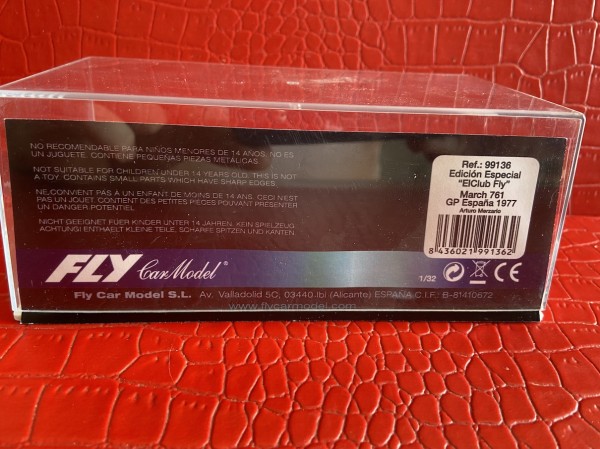 NO RECOMENDABLE PARA NIÑOS MENORES DE 14 AÑOS. NO ES
UN JUGUETE. CONTIENE PEQUEÑAS PIEZAS METALICAS.
NOT SUITABLE FOR CHILDREN UNDER 14 YEARS OLD. THIS IS NOT
A TOY. CONTAINS SMALL PARTS WHICH HAVE SHARP EDGES.
NE CONVIENT PAS A UN ENFANT DE MOINS DE 14 ANS. CECI N'EST
PAS UN JOUET. CONTIENT DES PETITES PIECES POUVANT PRESENTER
UN DANGER POTENTIEL
NICHT GEEIGNET FUER KINDER UNTER 14 JAHREN. KEIN SPIELZEUG
ACHTUNG! ENTHAELT KLEINE TEILE, SCHARFE SPITZEN UND KANTEN.
Ref.: 99136
Edición Especial
"ElClub Fly"
March 761
GP España 1977
Arturo Merzario
8 436021 991362
FLY Car Model®
1/32
CE
Fly Car Model S.L. Av. Valladolid 5C, 03440.Ibi (Alicante) ESPAÑA C.I.F.: B-81410672
www.flycarmodel.com